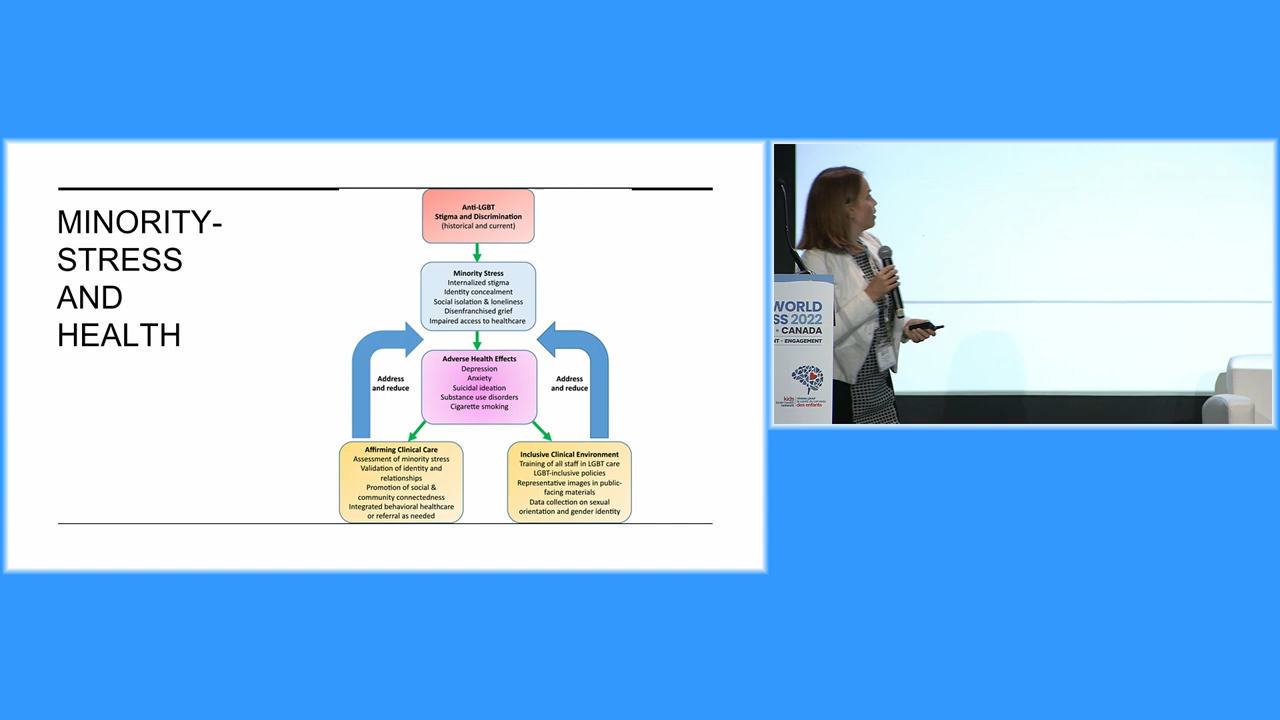 MINORITY-
STRESS
AND
HEALTH
Anti-LGBT
Stigma and Discrimination
(historical and current)
Minority Stress
Internalized stigma
Identity concealment
Social isolation & loneliness
Disenfranchised grief
Impaired access to healthcare
Address
and reduce
Adverse Health Effects
Depression
Anxiety
Suicidal ideation
Substance use disorders
Cigarette smoking
Address
and reduce
Affirming Clinical Care
Assessment of minority stress
Validation of identity and
relationships
Promotion of social &
community connectedness
Integrated behavioral healthcare
or referral as needed
Inclusive Clinical Environment
Training of all staff in LGBT care
LGBT-inclusive policies
Representative images in public-
facing materials
Data collection on sexual
orientation and gender identity
WORLD
SS 2022
• CANADA
NT • ENGAGEMENT
kids
des enfants